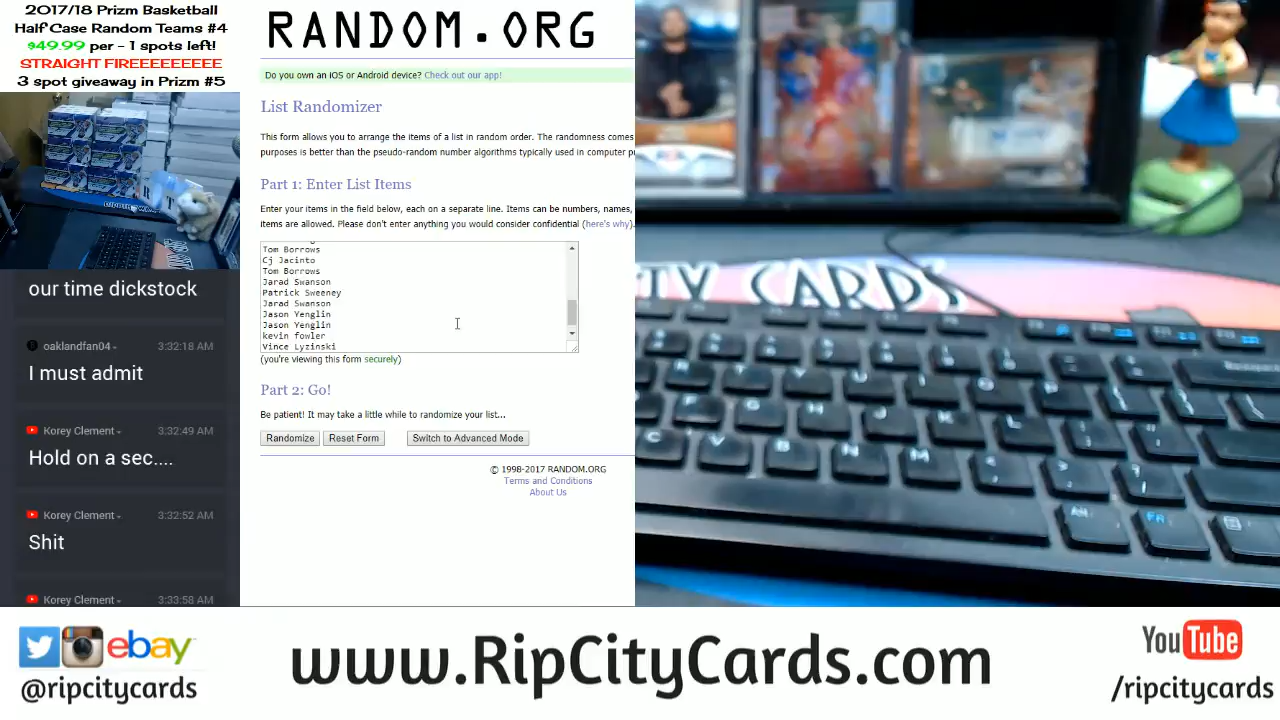 2017/18 Prizm Basketball
Half Case Random Teams #4
$49.99 per - 1 spots left!
STRAIGHT FIREEEEEEEEE
3 spot giveaway in Prizm #5
our time dickstock
oaklandfan04 3:32:18 AM
I must admit
Korey Clement 3:32:49 AM
Hold on a sec....
Korey Clement 3:32:52 AM
Shit
Korey Clement 3:33:58 AM
RANDOM.ORG
Do you own an iOS or Android device? Check out our app!
List Randomizer
This form allows you to arrange the items of a list in random order. The randomness comes
purposes is better than the pseudo-random number algorithms typically used in computer
Part 1: Enter List Items
Enter your items in the field below, each on a separate line. Items can be numbers, names,
items are allowed. Please don't enter anything you would consider confidential (here's why).
Tom Borrows
Cj Jacinto
Tom Borrows
Jarad Swanson
Patrick Sweeney
Jarad Swanson
Jason Yenglin
Jason Yenglin
kevin fowler
Vince Lyzinski
(you're viewing this form securely)
Part 2: Go!
Be patient! It may take a little while to randomize your list...
Randomize Reset Form Switch to Advanced Mode
© 1998-2017 RANDOM.ORG
Terms and Conditions
About Us
CITY CARDS
ebay
@ripcitycards
www.RipCityCards.com
YouTube
/ripcitycards